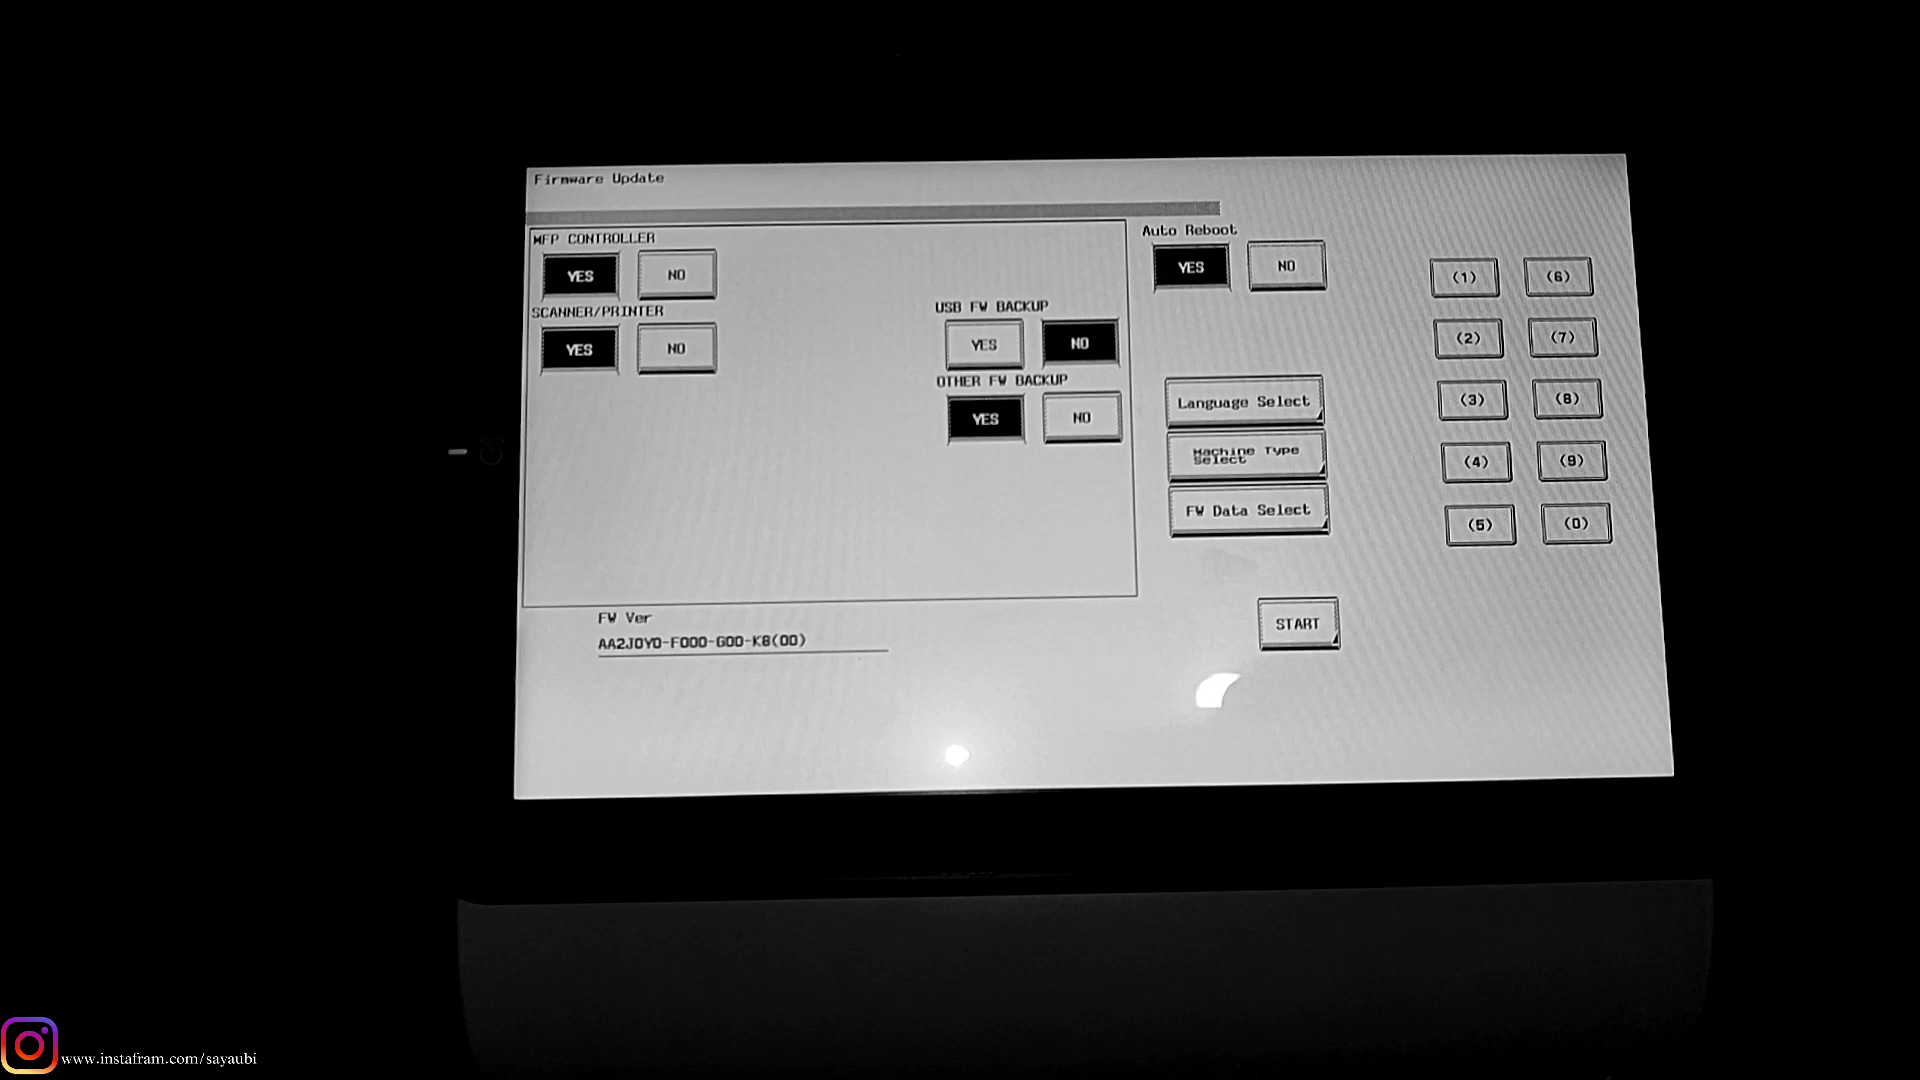 Firmware Update
MFP CONTROLLER
YES NO
SCANNER/PRINTER
YES NO
USB FW BACKUP
YES NO
OTHER FW BACKUP
YES NO
Auto Reboot
YES NO
Language Select
Machine Type
Select
FW Data Select
START
(1) (6)
(2) (7)
(3) (8)
(4) (9)
(5) (0)
FW Ver
AA2J0Y0-F000-G00-K8(00)
www.instafram.com/sayaubi